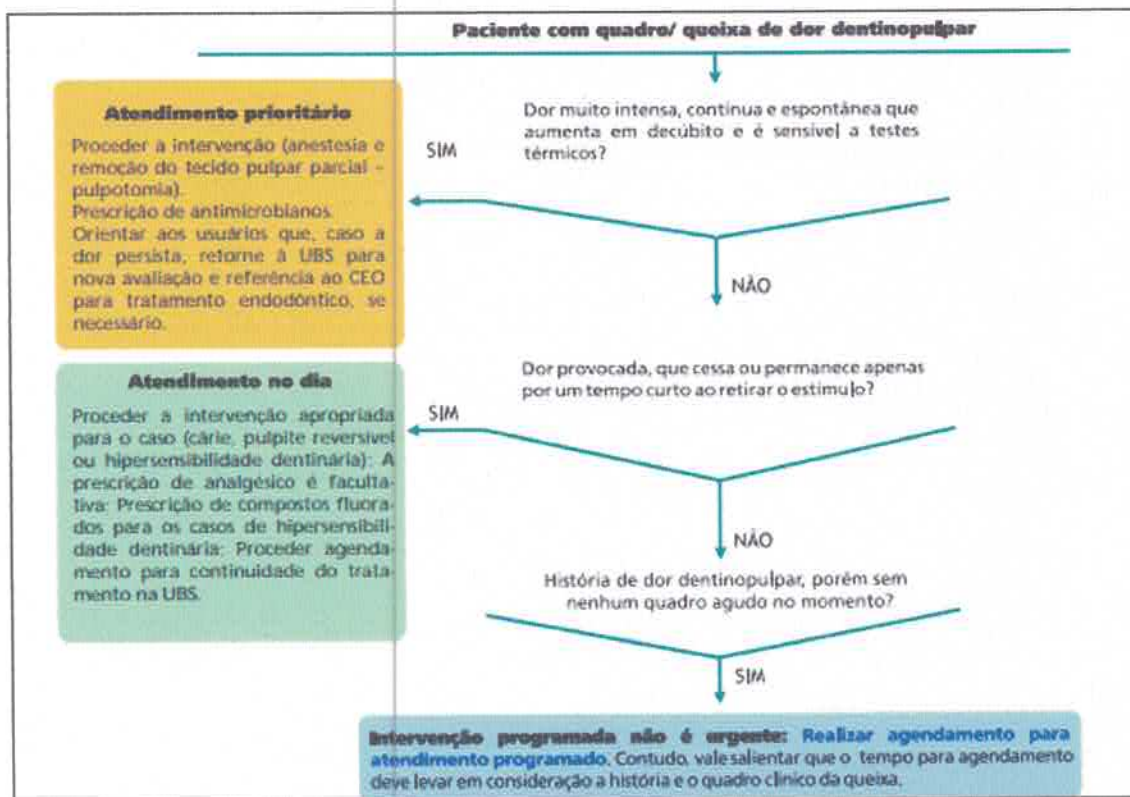 Paciente com quadro/ queixa de dor dentinopulpar
Dor muito intensa, contínua e espontânea que
aumenta em decúbito e é sensível a testes
térmicos?
SIM
Atendimento prioritário
Proceder a intervenção (anestesia e
remoção do tecido pulpar parcial –
pulpotomia).
Prescrição de antimicrobianos.
Orientar aos usuários que, caso a
dor persista, retorne à UBS para
nova avaliação e referência ao CEO
para tratamento endodôntico, se
necessário.
NÃO
Dor provocada, que cessa ou permanece apenas
por um tempo curto ao retirar o estímulo?
SIM
Atendimento no dia
Proceder a intervenção apropriada
para o caso (cárie, pulpite reversível
ou hipersensibilidade dentinária): A
prescrição de analgésico é faculta-
tiva: Prescrição de compostos fluora-
dos para os casos de hipersensibili-
dade dentinária: Proceder agenda-
mento para continuidade do trata-
mento na UBS.
NÃO
História de dor dentinopulpar, porém sem
nenhum quadro agudo no momento?
SIM
Intervenção programada não é urgente: Realizar agendamento para
atendimento programado. Contudo, vale salientar que o tempo para agendamento
deve levar em consideração a história e o quadro clínico da queixa.